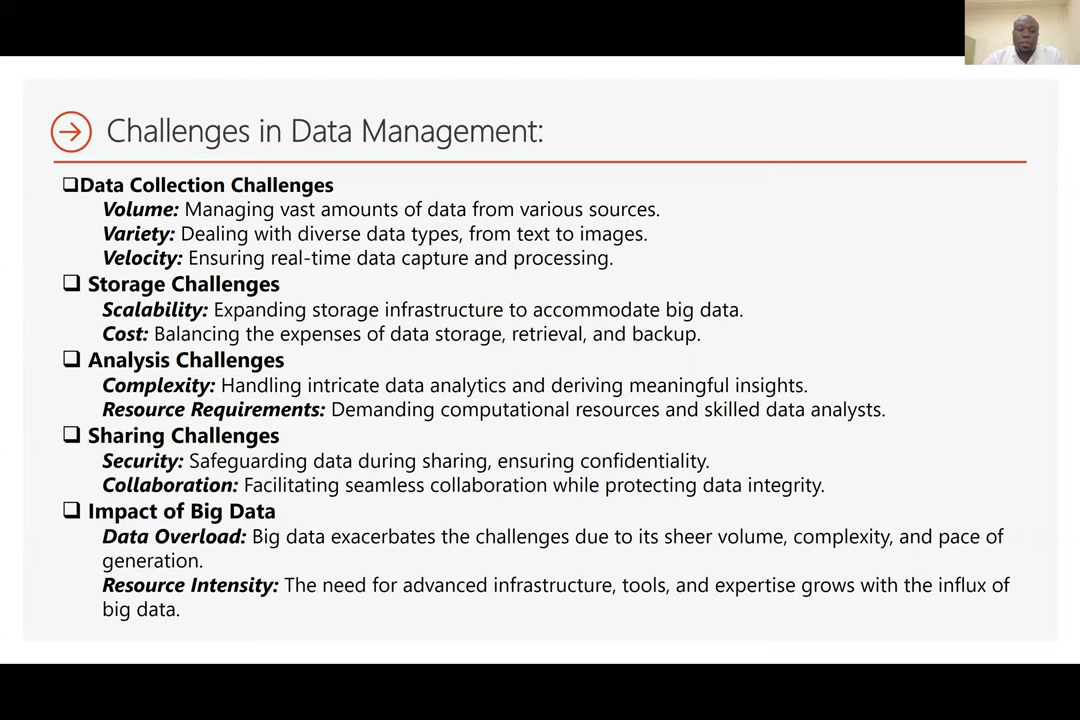 Challenges in Data Management:
Data Collection Challenges
Volume: Managing vast amounts of data from various sources.
Variety: Dealing with diverse data types, from text to images.
Velocity: Ensuring real-time data capture and processing.
Storage Challenges
Scalability: Expanding storage infrastructure to accommodate big data.
Cost: Balancing the expenses of data storage, retrieval, and backup.
Analysis Challenges
Complexity: Handling intricate data analytics and deriving meaningful insights.
Resource Requirements: Demanding computational resources and skilled data analysts.
Sharing Challenges
Security: Safeguarding data during sharing, ensuring confidentiality.
Collaboration: Facilitating seamless collaboration while protecting data integrity.
Impact of Big Data
Data Overload: Big data exacerbates the challenges due to its sheer volume, complexity, and pace of
generation.
Resource Intensity: The need for advanced infrastructure, tools, and expertise grows with the influx of
big data.